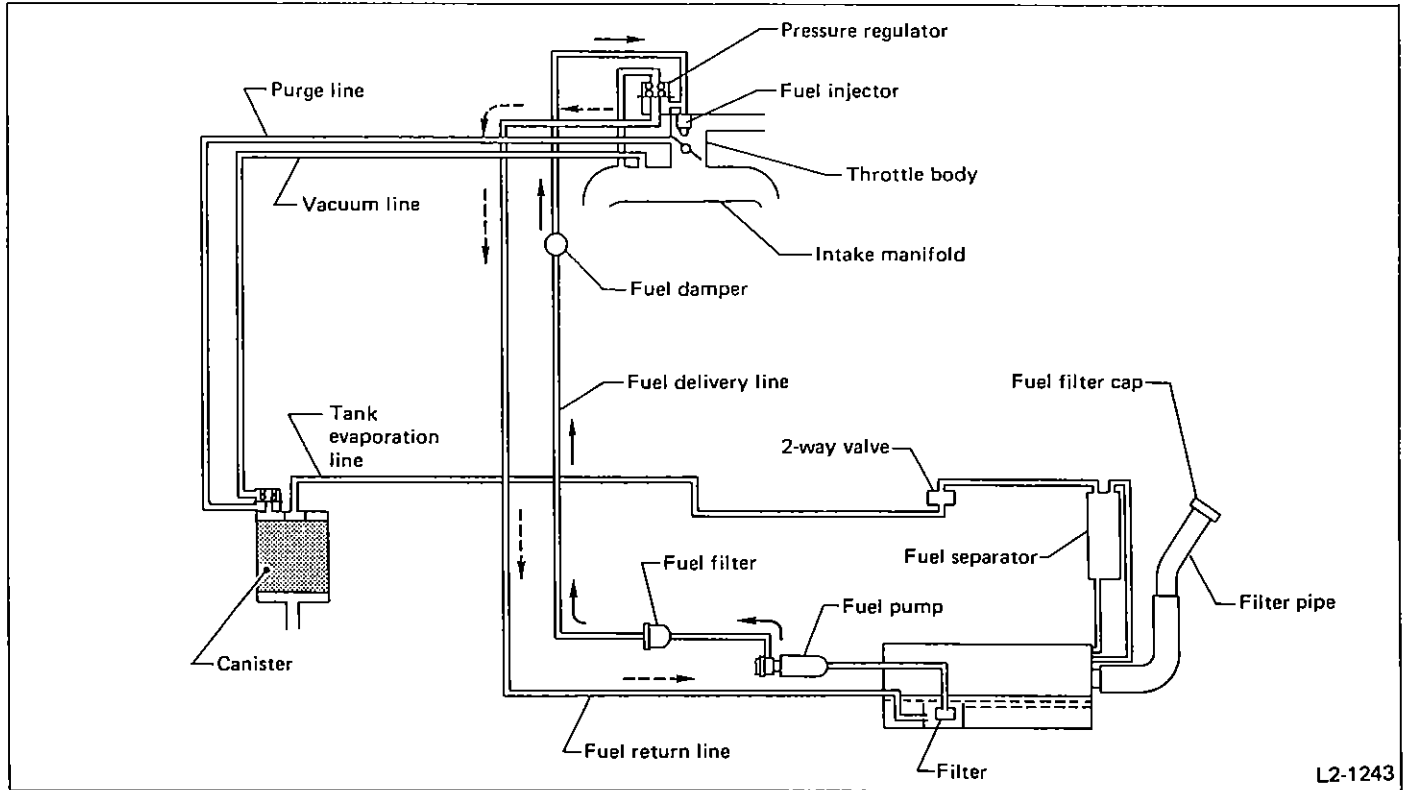 Pressure regulator
Purge line
Fuel injector
Throttle body
Vacuum line
Intake manifold
Fuel damper
Fuel delivery line
Fuel filter cap
Tank
evaporation
line
2-way valve
Fuel separator
Fuel filter
Fuel pump
Filter pipe
Canister
Fuel return line
Filter
L2-1243